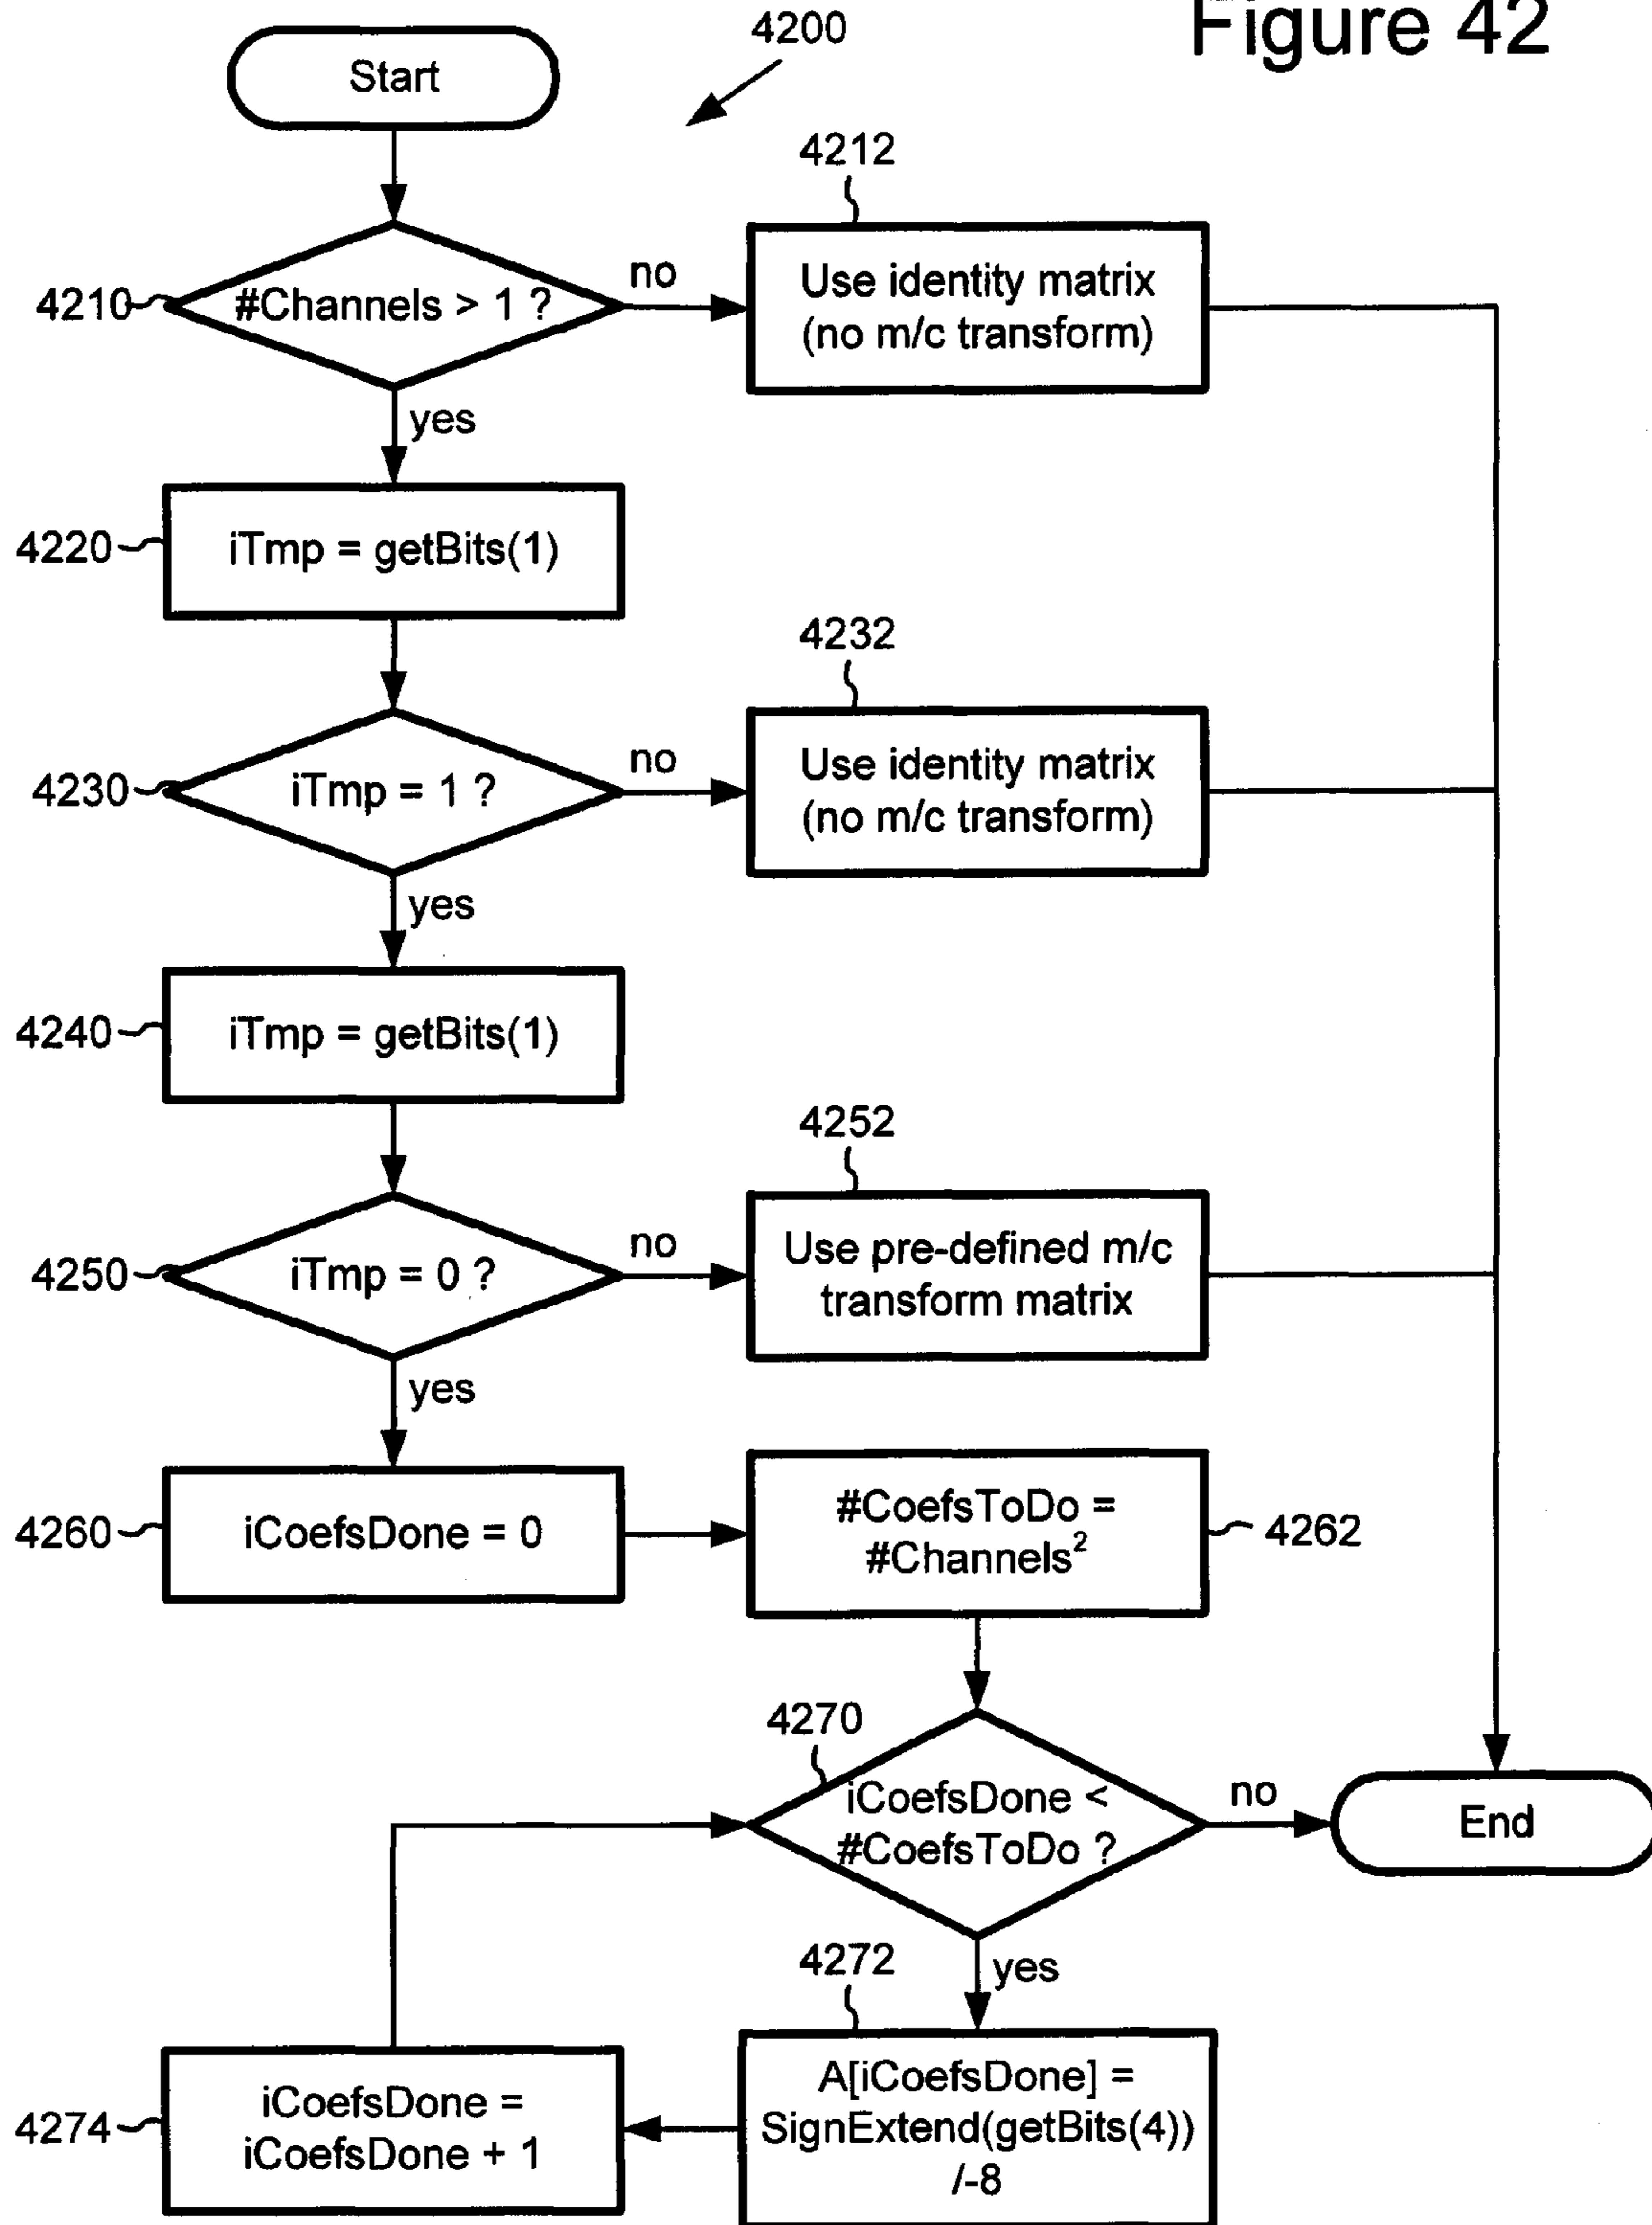 Figure 42
4200
Start
4212
4210
#Channels > 1 ?
no
Use identity matrix
(no m/c transform)
yes
4220
iTmp = getBits(1)
4232
4230
iTmp = 1 ?
no
Use identity matrix
(no m/c transform)
yes
4240
iTmp = getBits(1)
4252
4250
iTmp = 0 ?
no
Use pre-defined m/c
transform matrix
yes
4260
iCoefsDone = 0
#CoefsToDo =
#Channels²
4262
4270
iCoefsDone <
#CoefsToDo ?
no
End
yes
4272
A[iCoefsDone] =
SignExtend(getBits(4))
/-8
4274
iCoefsDone =
iCoefsDone + 1